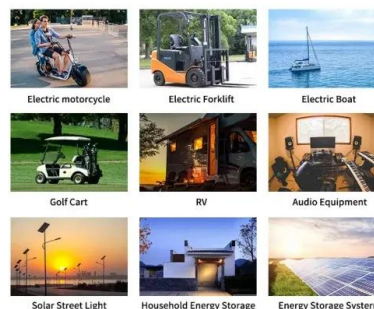 Electric motorcycle
Electric Forklift
Electric Boat
Golf Cart
RV
Audio Equipment
Solar Street Light
Household Energy Storage
Energy Storage System